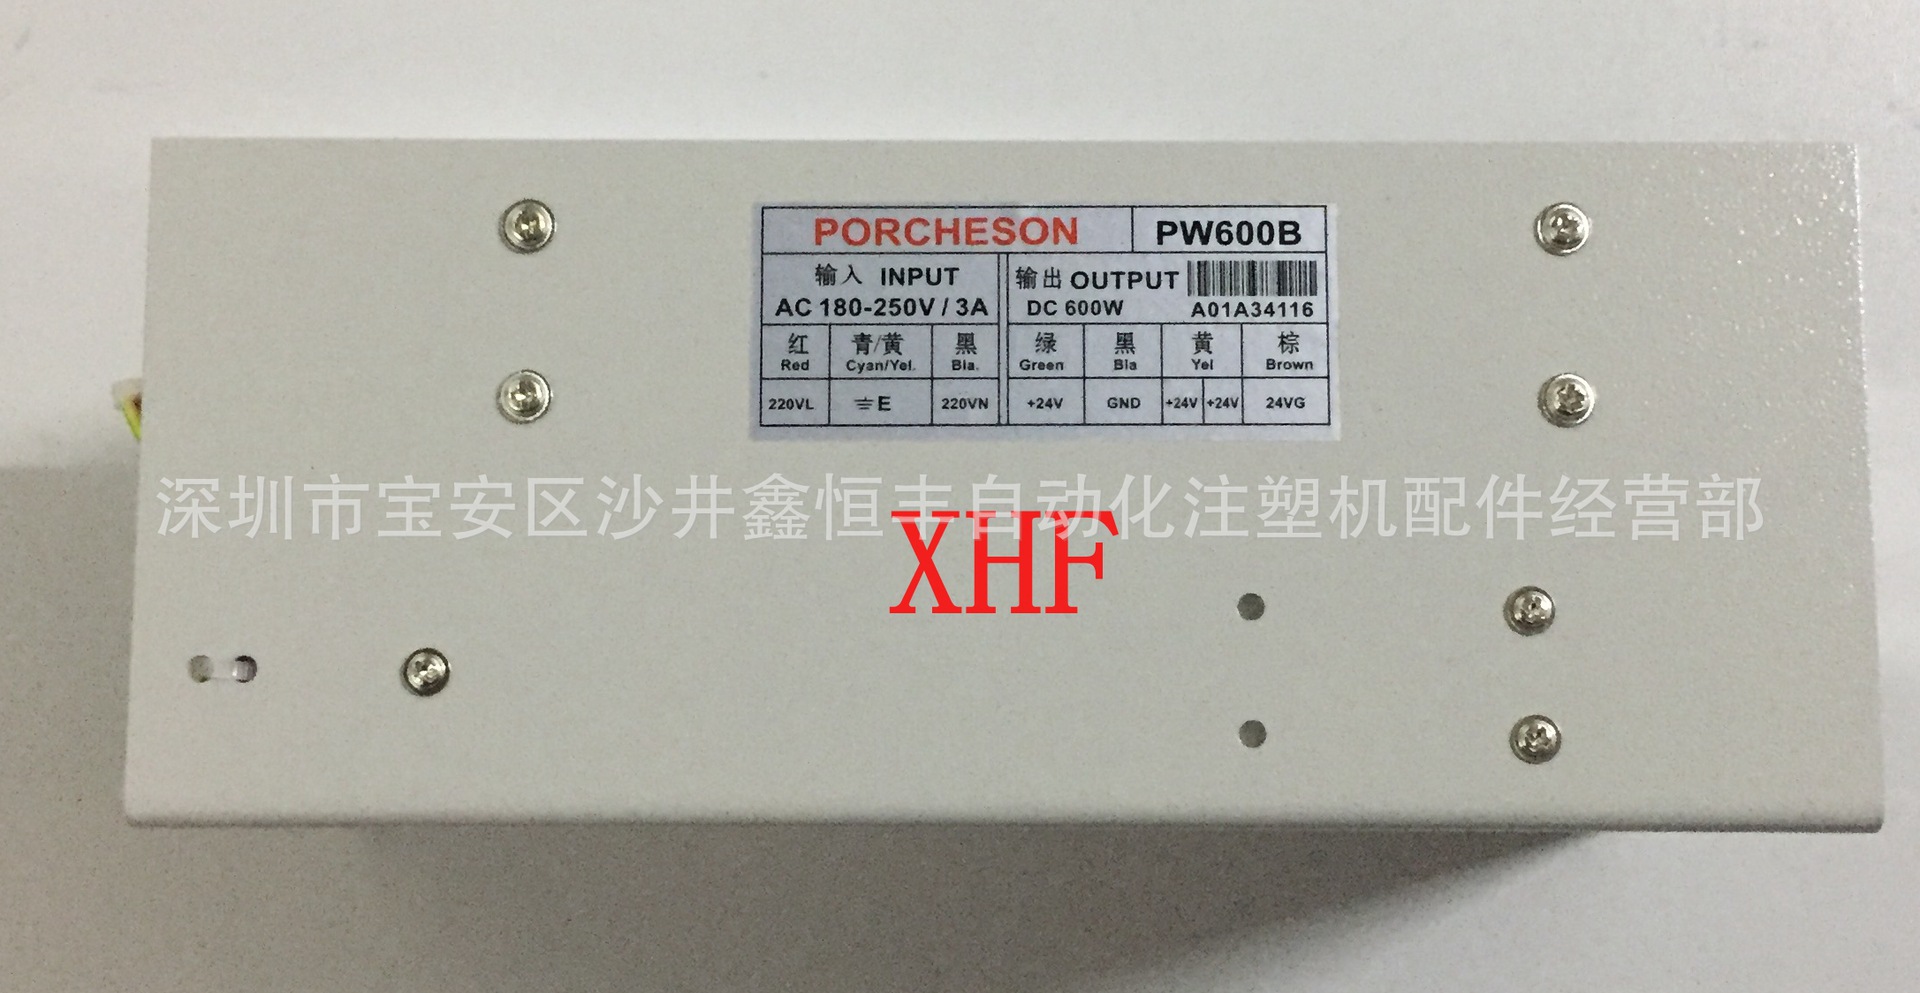 PORCHESON PW600B
输入 INPUT 输出 OUTPUT
AC 180-250V / 3A DC 600W A01A34116
红 青/黄 黑 绿 黑 黄 棕
Red Cyan/Yel. Bla. Green Bla Yel Brown
220VL ⏚E 220VN +24V GND +24V +24V 24VG
深圳市宝安区沙井鑫恒丰自动化注塑机配件经营部
XHF